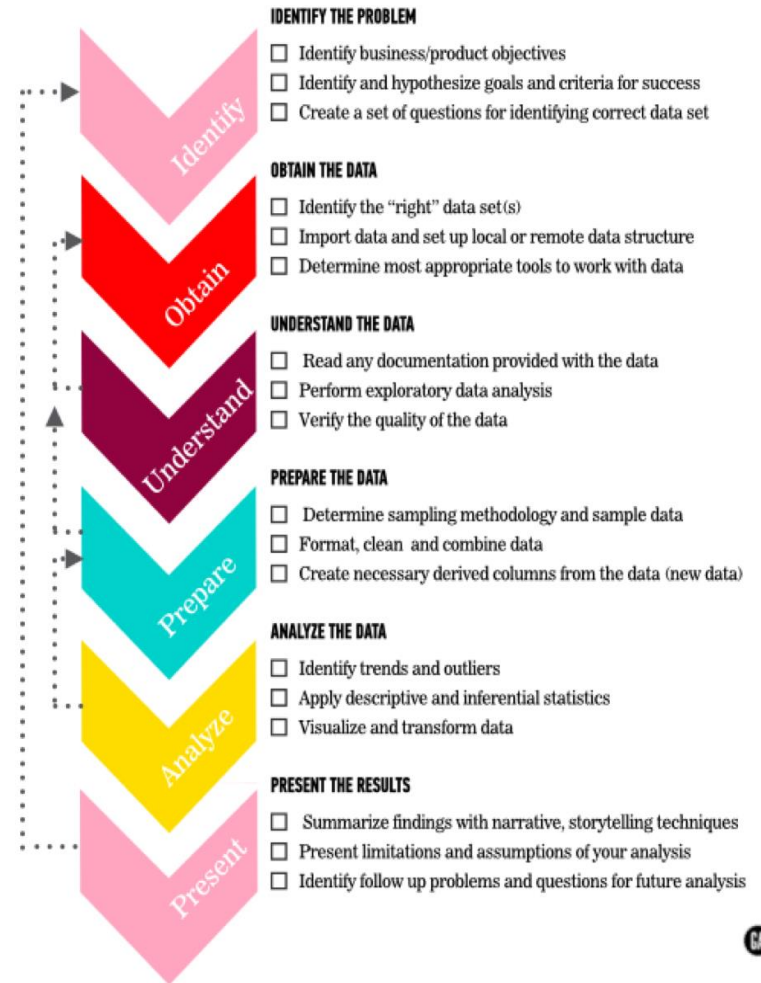 IDENTIFY THE PROBLEM
Identify business/product objectives
Identify and hypothesize goals and criteria for success
Create a set of questions for identifying correct data set
Identify
OBTAIN THE DATA
Identify the “right” data set(s)
Import data and set up local or remote data structure
Determine most appropriate tools to work with data
Obtain
UNDERSTAND THE DATA
Read any documentation provided with the data
Perform exploratory data analysis
Verify the quality of the data
Understand
PREPARE THE DATA
Determine sampling methodology and sample data
Format, clean and combine data
Create necessary derived columns from the data (new data)
Prepare
ANALYZE THE DATA
Identify trends and outliers
Apply descriptive and inferential statistics
Visualize and transform data
Analyze
PRESENT THE RESULTS
Summarize findings with narrative, storytelling techniques
Present limitations and assumptions of your analysis
Identify follow up problems and questions for future analysis
Present